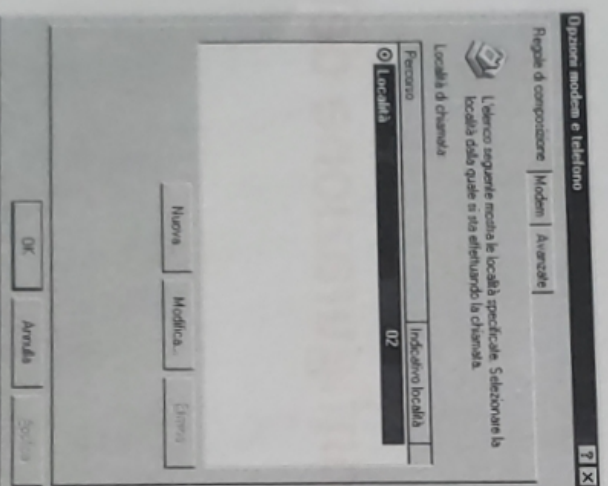 Opzioni modem e telefono
Regole di composizione Modem Avanzate
L'elenco seguente mostra le località specificate. Selezionare la
località dalla quale si sta effettuando la chiamata.
Località di chiamata
Percorso Indicativo località
Località 02
Nuova... Modifica... Elimina
OK Annulla Applica